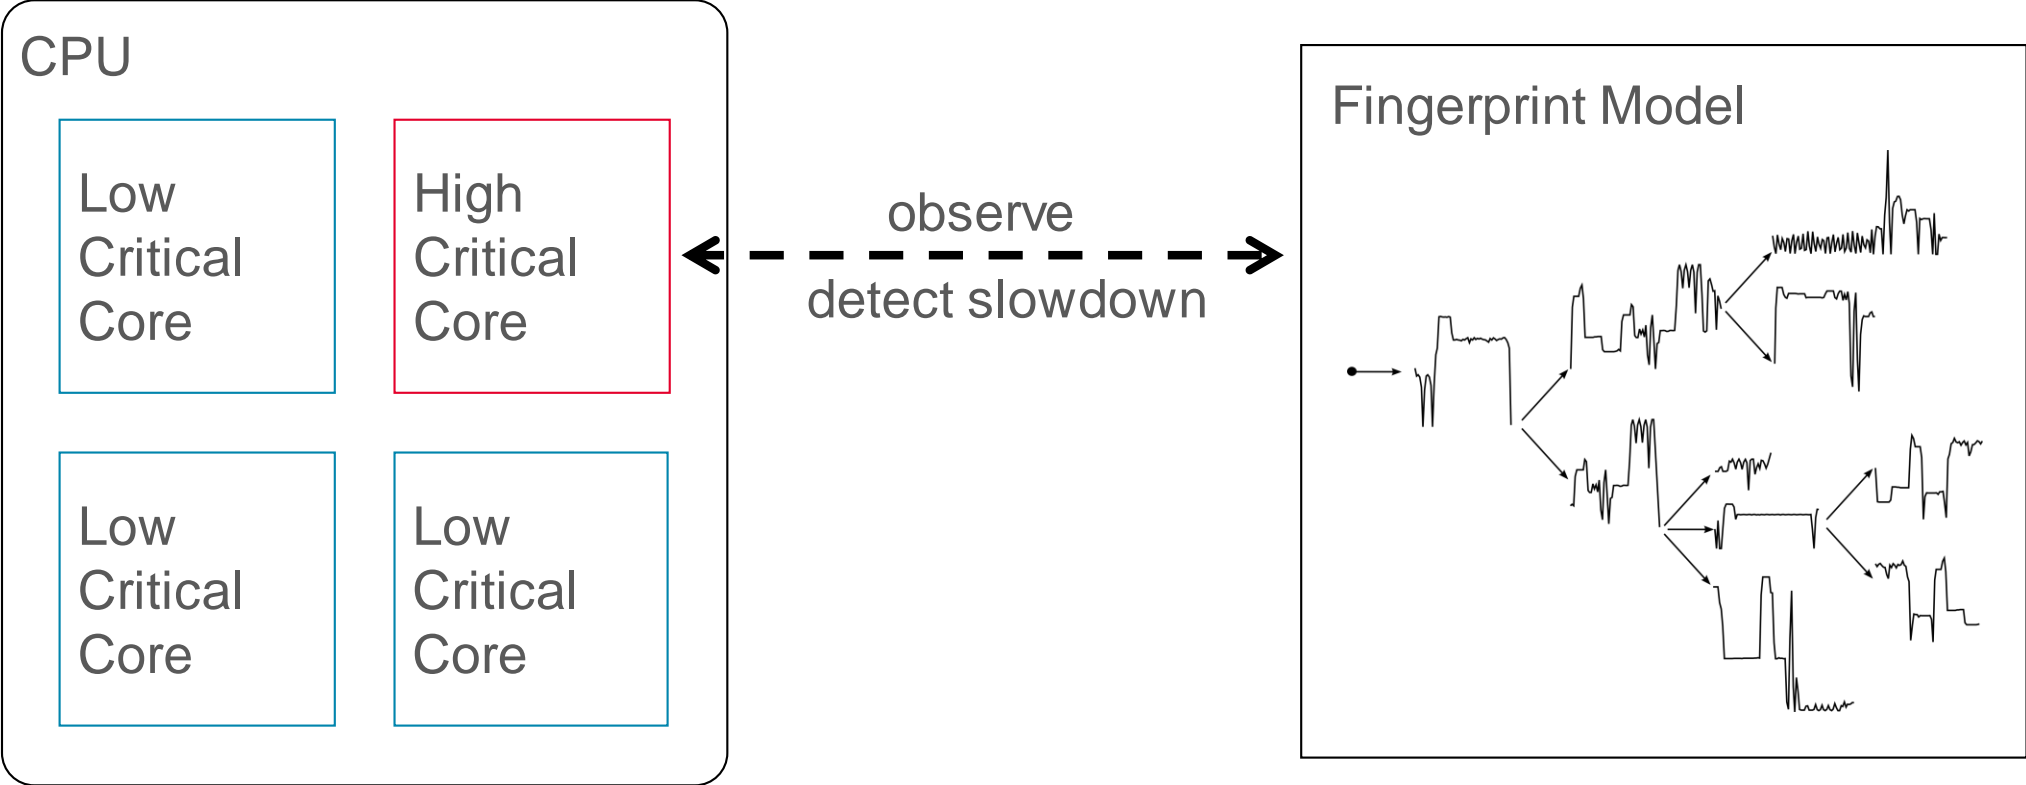 CPU
Low
Critical
Core
High
Critical
Core
Low
Critical
Core
Low
Critical
Core
observe
detect slowdown
Fingerprint Model